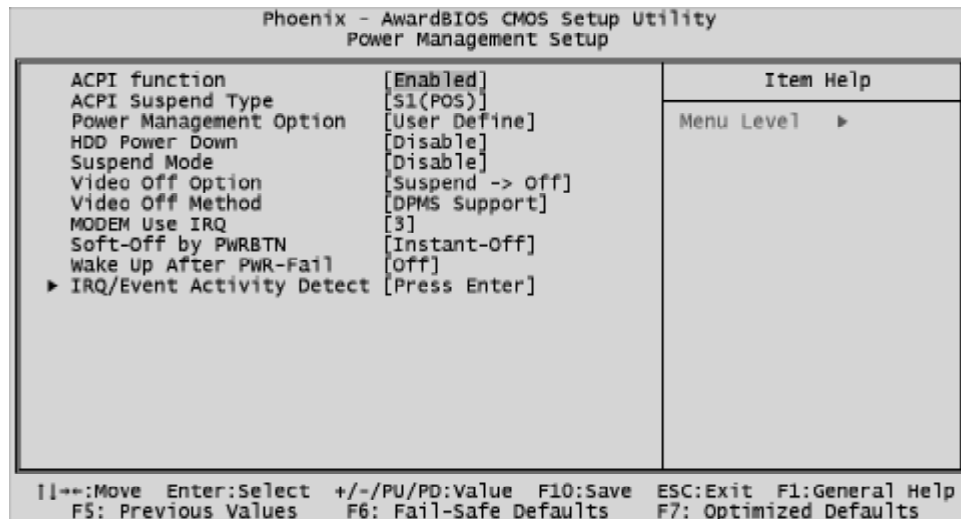 Phoenix - AwardBIOS CMOS Setup Utility
Power Management Setup
ACPI function [Enabled]
ACPI Suspend Type [S1(POS)]
Power Management Option [User Define]
HDD Power Down [Disable]
Suspend Mode [Disable]
Video Off Option [Suspend -> Off]
Video Off Method [DPMS Support]
MODEM Use IRQ [3]
Soft-Off by PWRBTN [Instant-Off]
Wake Up After PWR-Fail [Off]
▶ IRQ/Event Activity Detect [Press Enter]
Item Help
Menu Level ▶
↑↓→←:Move Enter:Select +/-/PU/PD:Value F10:Save ESC:Exit F1:General Help
F5: Previous Values F6: Fail-Safe Defaults F7: Optimized Defaults